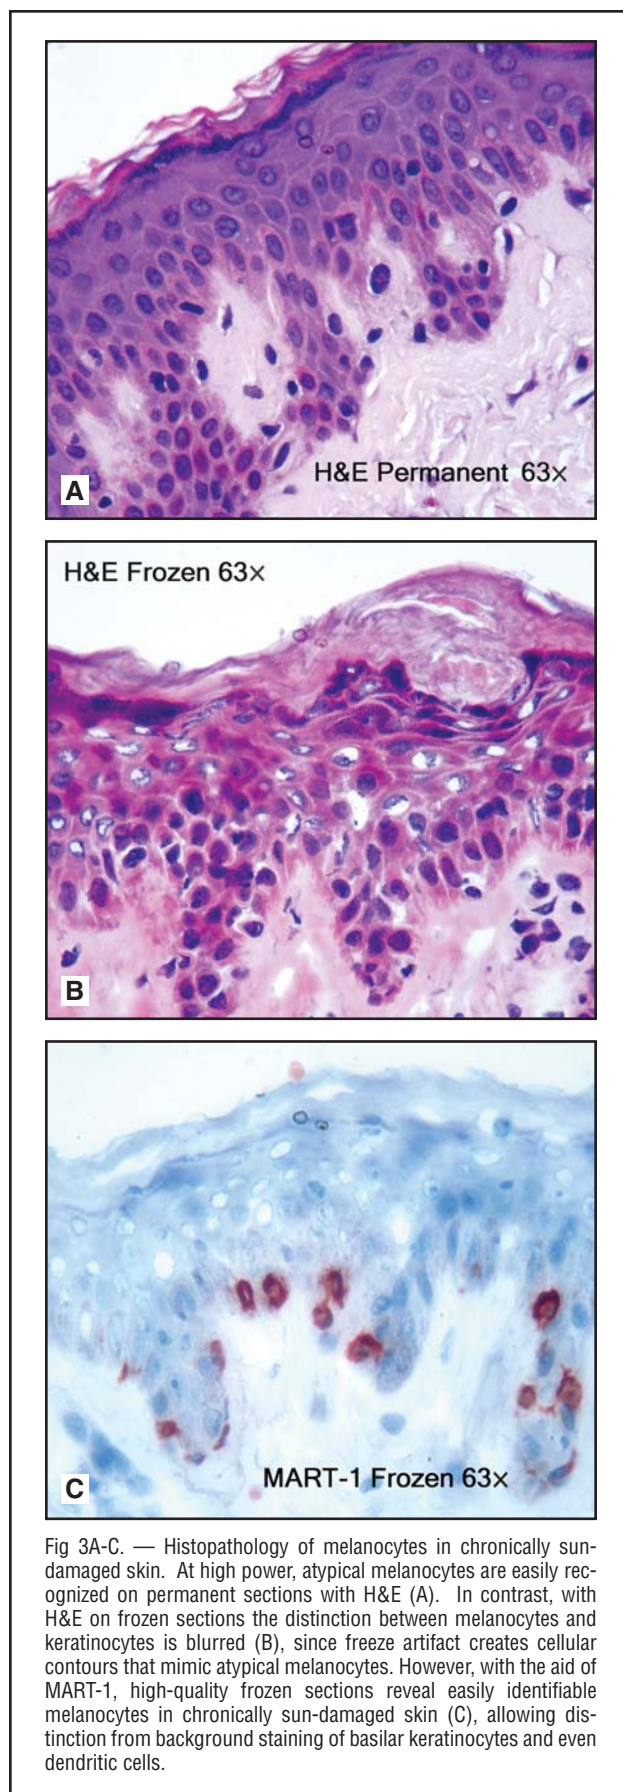 H&E Permanent 63×
A
H&E Frozen 63×
B
MART-1 Frozen 63×
C
Fig 3A-C. — Histopathology of melanocytes in chronically sun-
damaged skin. At high power, atypical melanocytes are easily rec-
ognized on permanent sections with H&E (A). In contrast, with
H&E on frozen sections the distinction between melanocytes and
keratinocytes is blurred (B), since freeze artifact creates cellular
contours that mimic atypical melanocytes. However, with the aid of
MART-1, high-quality frozen sections reveal easily identifiable
melanocytes in chronically sun-damaged skin (C), allowing dis-
tinction from background staining of basilar keratinocytes and even
dendritic cells.